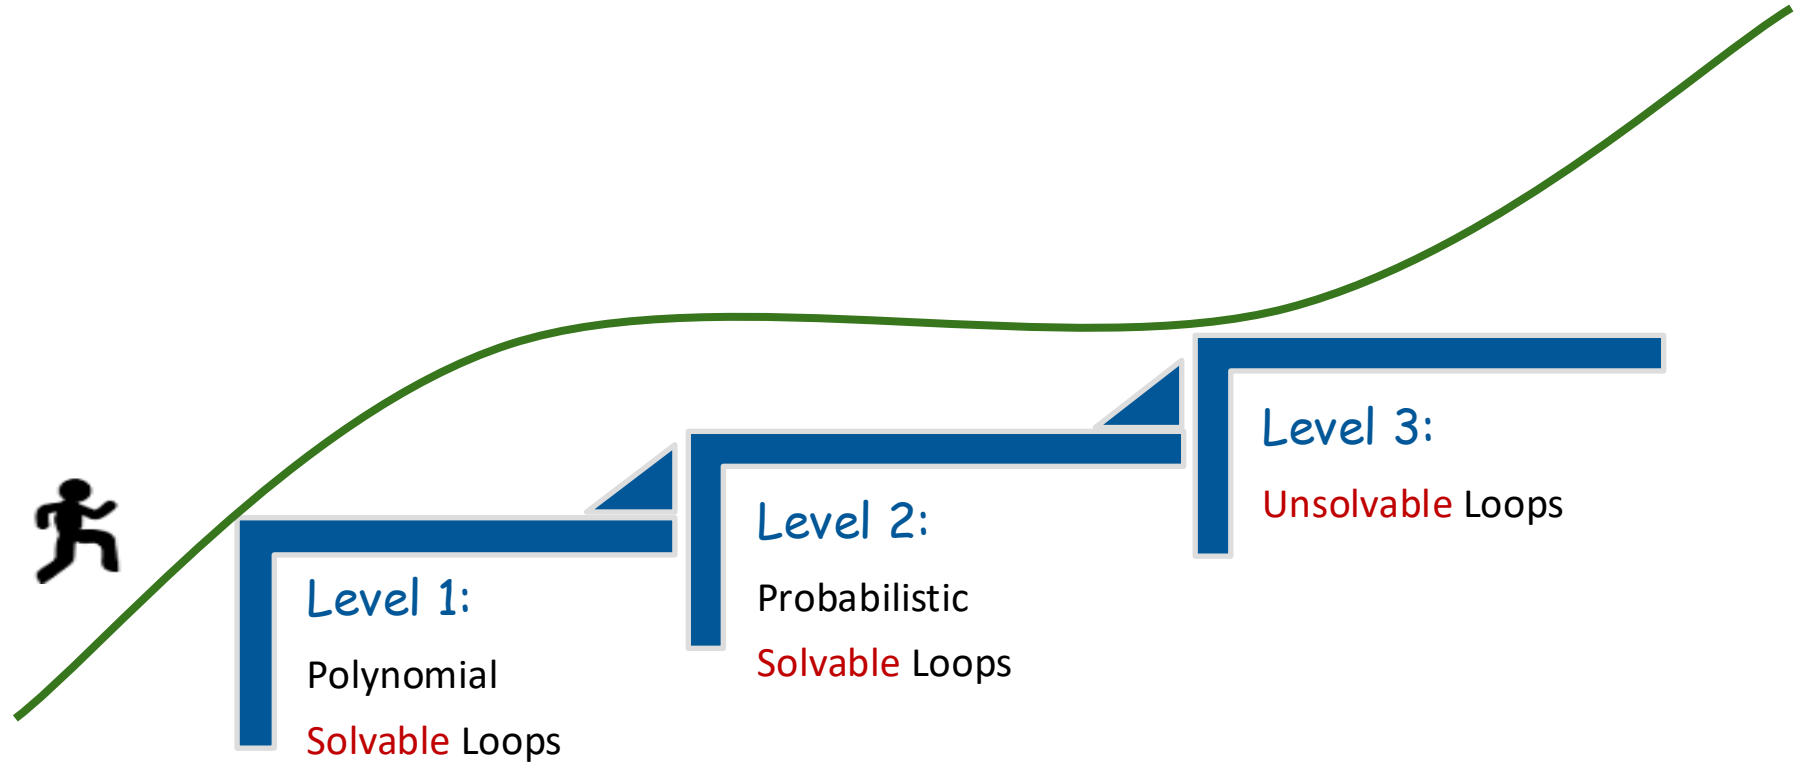 Level 1:
Polynomial
Solvable Loops
Level 2:
Probabilistic
Solvable Loops
Level 3:
Unsolvable Loops